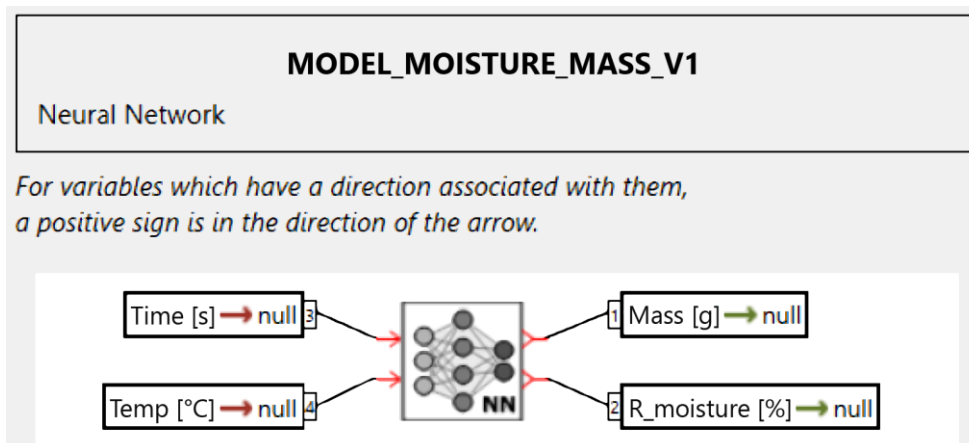 MODEL_MOISTURE_MASS_V1
Neural Network
For variables which have a direction associated with them,
a positive sign is in the direction of the arrow.
Time [s] → null 3
1 Mass [g] → null
Temp [°C] → null 4
2 R_moisture [%] → null
NN